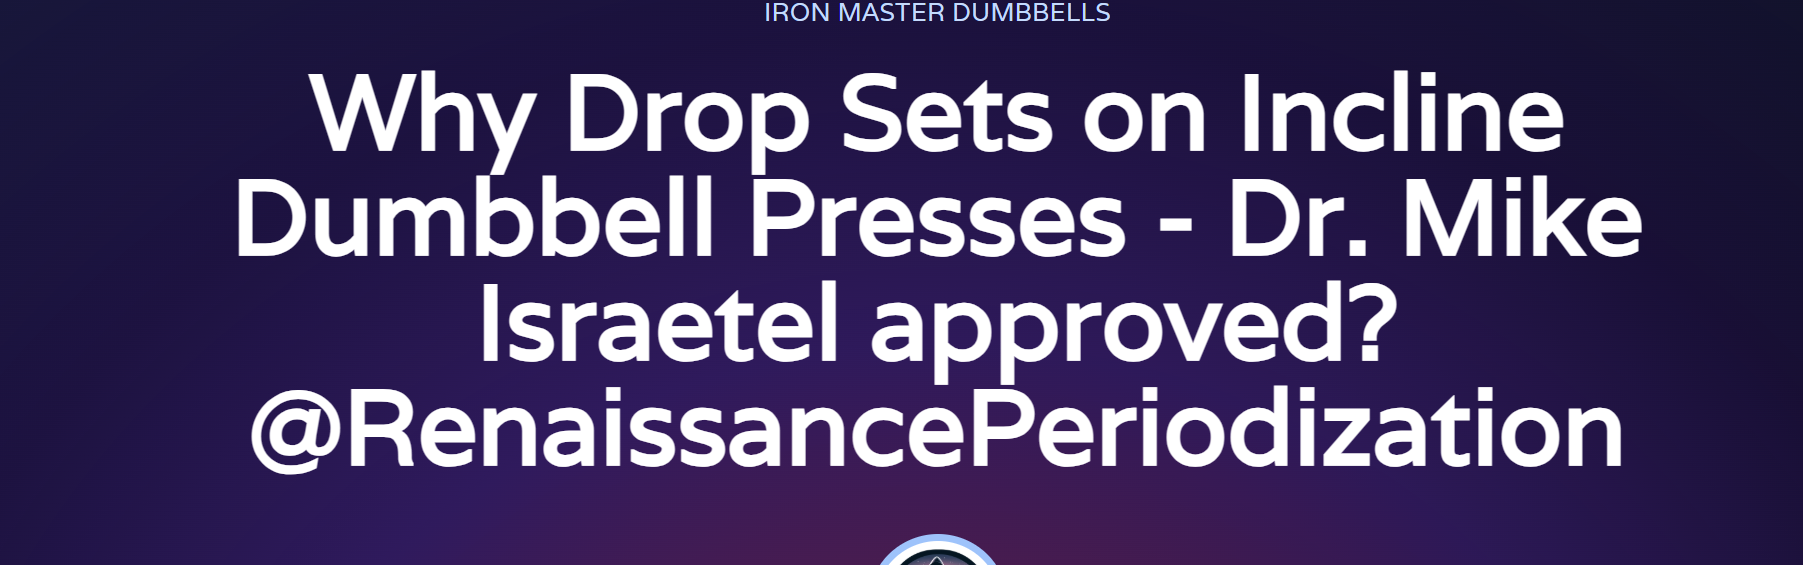 IRON MASTER DUMBBELLS
Why Drop Sets on Incline
Dumbbell Presses - Dr. Mike
Israetel approved?
@RenaissancePeriodization